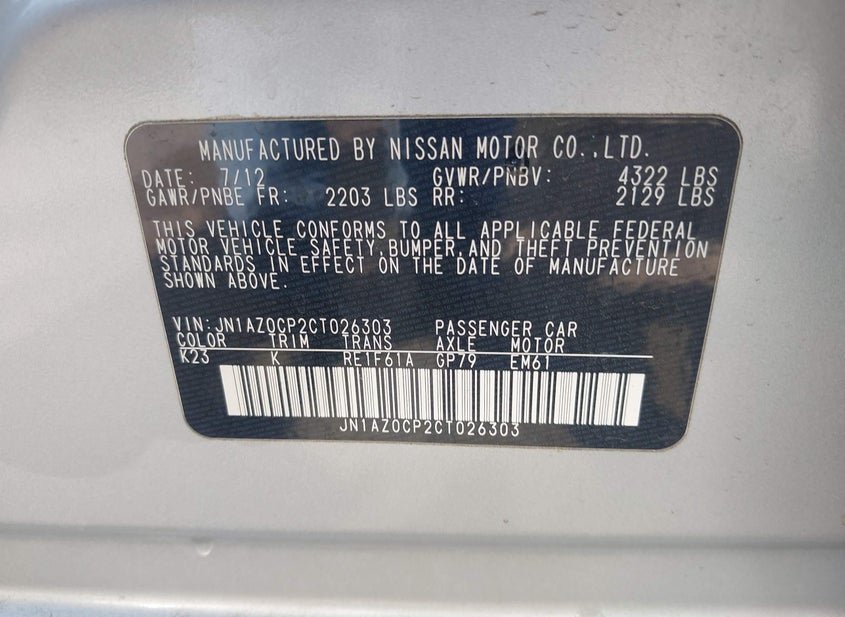 MANUFACTURED BY NISSAN MOTOR CO.,LTD.
DATE: 7/12 GVWR/PNBV: 4322 LBS
GAWR/PNBE FR: 2203 LBS RR: 2129 LBS
THIS VEHICLE CONFORMS TO ALL APPLICABLE FEDERAL
MOTOR VEHICLE SAFETY,BUMPER,AND THEFT PREVENTION
STANDARDS IN EFFECT ON THE DATE OF MANUFACTURE
SHOWN ABOVE.
VIN:JN1AZ0CP2CT026303 PASSENGER CAR
COLOR TRIM TRANS AXLE MOTOR
K23 K RE1F61A GP79 EM61
JN1AZ0CP2CT026303